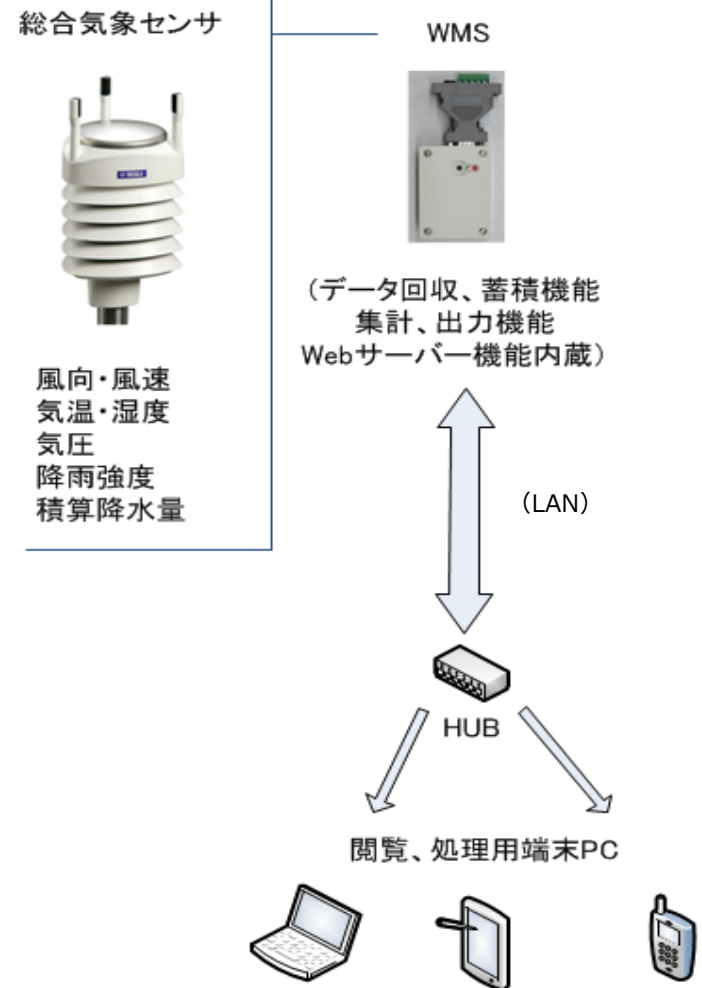 総合気象センサ
WMS
(データ回収、蓄積機能
集計、出力機能
Webサーバー機能内蔵)
風向・風速
気温・湿度
気圧
降雨強度
積算降水量
(LAN)
HUB
閲覧、処理用端末PC